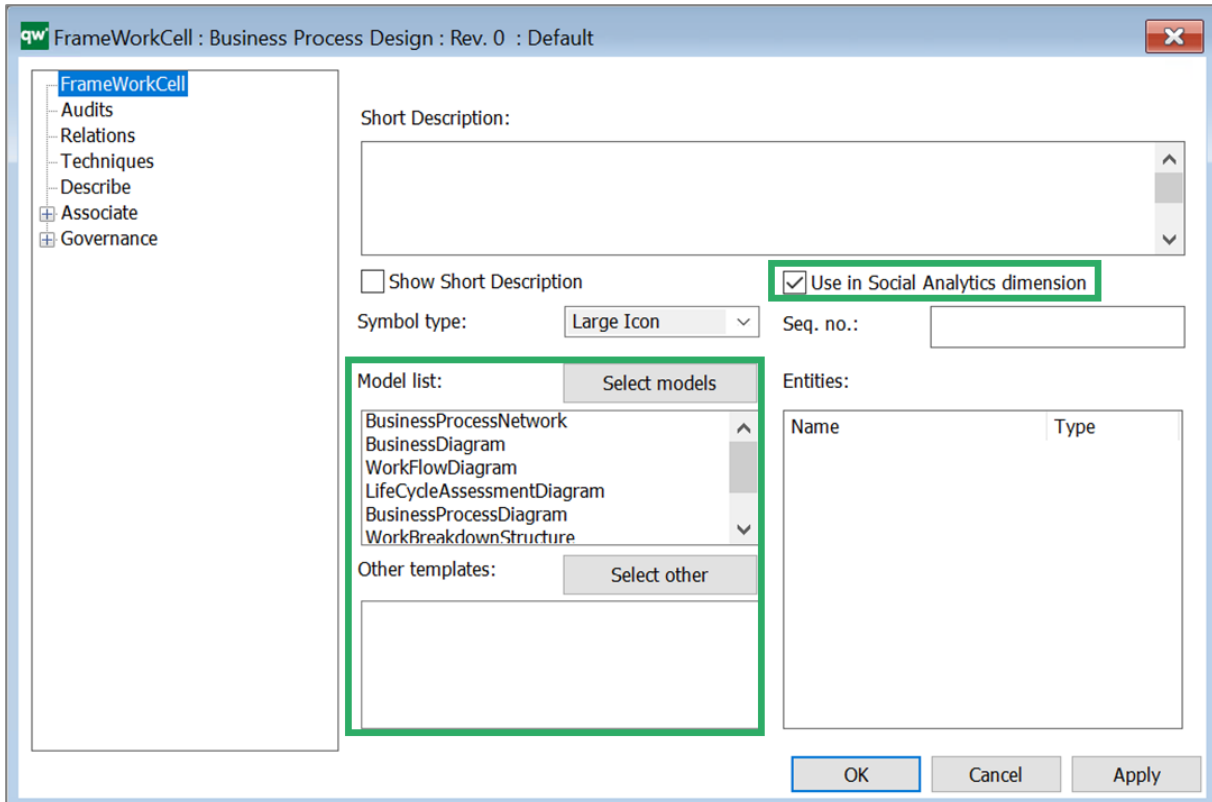 qw FrameWorkCell : Business Process Design : Rev. 0 : Default
FrameWorkCell
Audits
Relations
Techniques
Describe
Associate
Governance
Short Description:
Show Short Description
Use in Social Analytics dimension
Symbol type:
Large Icon
Seq. no.:
Model list:
Select models
BusinessProcessNetwork
BusinessDiagram
WorkFlowDiagram
LifeCycleAssessmentDiagram
BusinessProcessDiagram
WorkBreakdownStructure
Other templates:
Select other
Entities:
Name Type
OK Cancel Apply